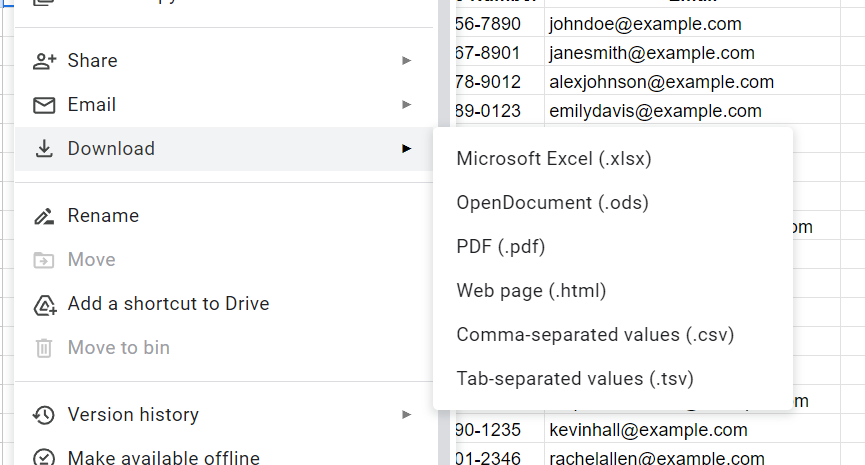 56-7890 johndoe@example.com
Share
67-8901 janesmith@example.com
78-9012 alexjohnson@example.com
Email
89-0123 emilydavis@example.com
Download
Microsoft Excel (.xlsx)
OpenDocument (.ods)
PDF (.pdf)
Web page (.html)
Comma-separated values (.csv)
Tab-separated values (.tsv)
Rename
om
Move
Add a shortcut to Drive
Move to bin
m
Version history
90-1235 kevinhall@example.com
Make available offline
01-2346 rachelallen@example.com